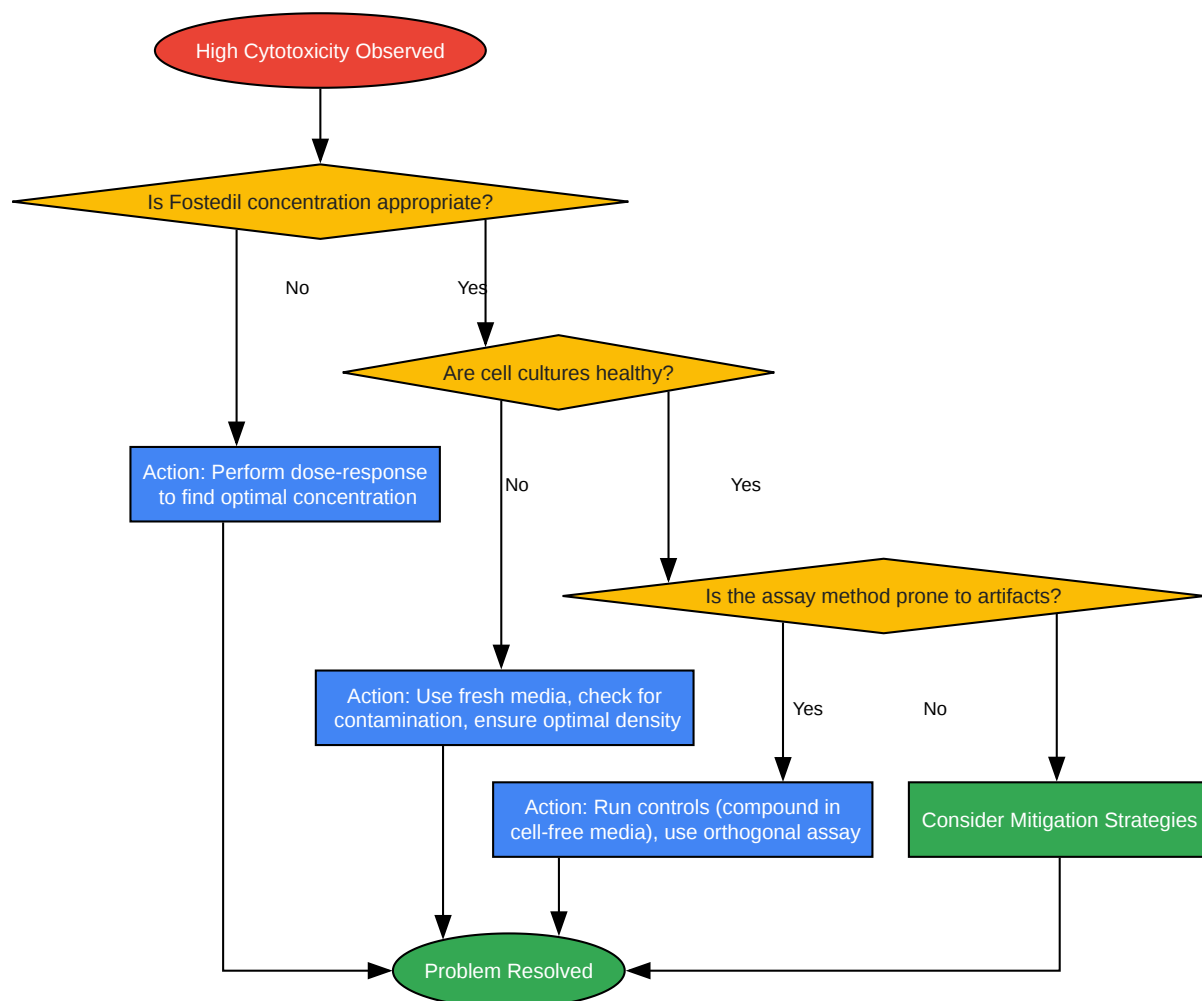 High Cytotoxicity Observed
Is Fostedil concentration appropriate?
No
Yes
Are cell cultures healthy?
Action: Perform dose-response
to find optimal concentration
No
Yes
Is the assay method prone to artifacts?
Action: Use fresh media, check for
contamination, ensure optimal density
Yes
No
Action: Run controls (compound in
cell-free media), use orthogonal assay
Consider Mitigation Strategies
Problem Resolved